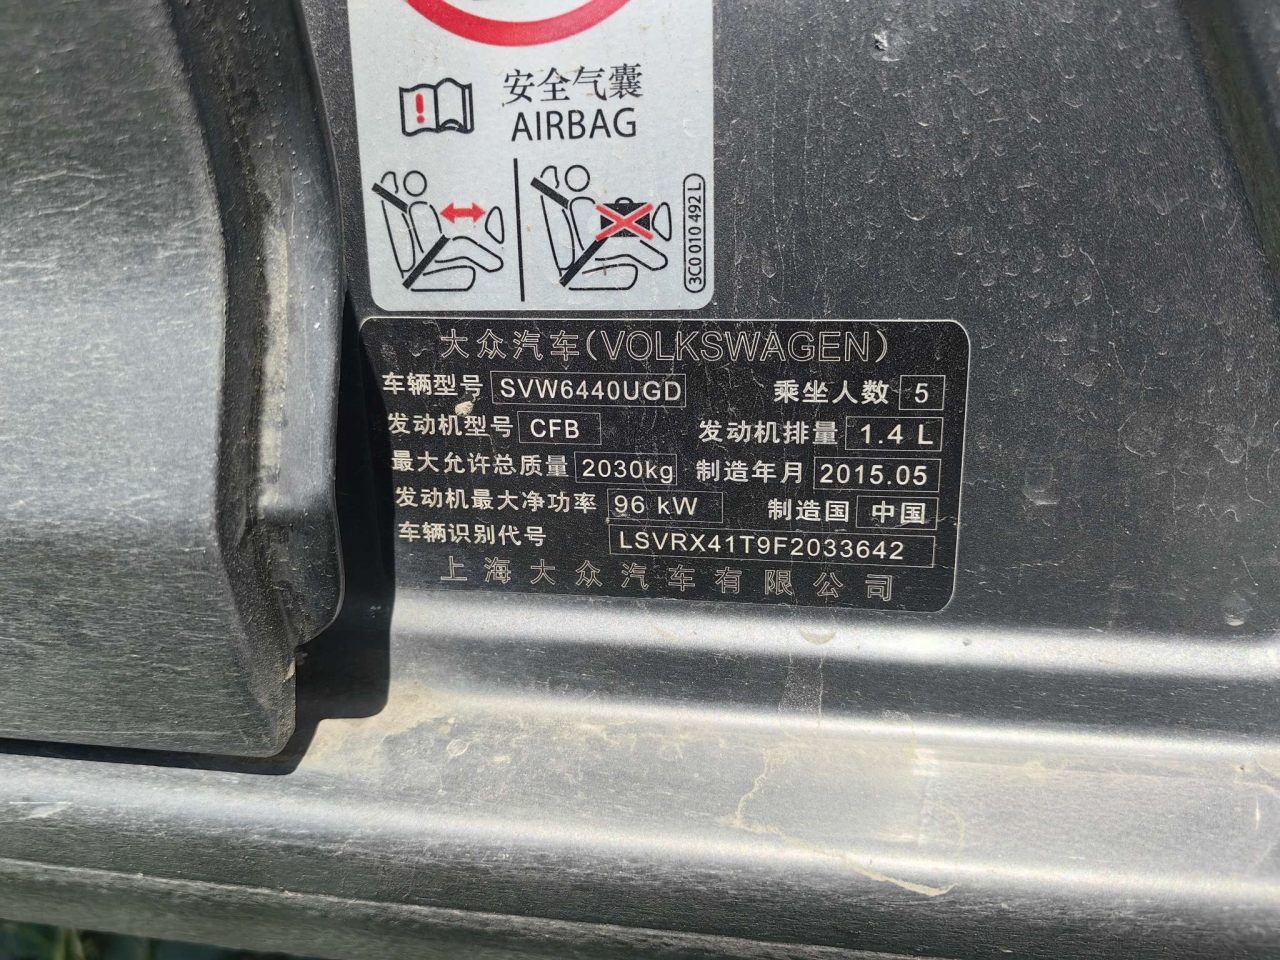 安全气囊
AIRBAG
3C0 010 492 L
大众汽车(VOLKSWAGEN)
车辆型号 SVW6440UGD 乘坐人数 5
发动机型号 CFB 发动机排量 1.4 L
最大允许总质量 2030kg 制造年月 2015.05
发动机最大净功率 96 kW 制造国 中国
车辆识别代号 LSVRX41T9F2033642
上海大众汽车有限公司